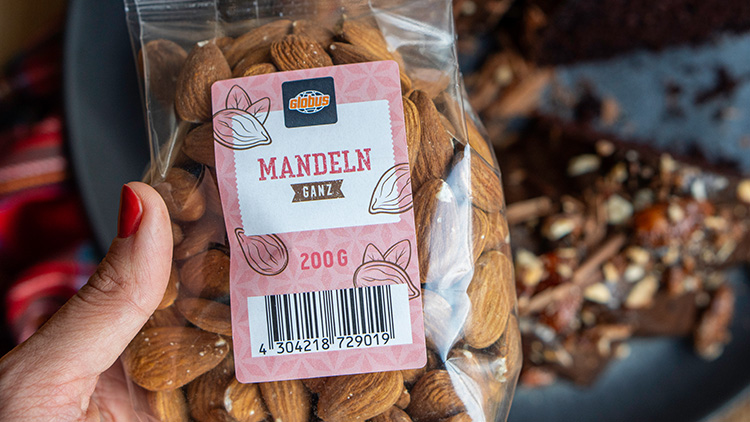 Globus
MANDELN
GANZ
200 G
4 304218 729019